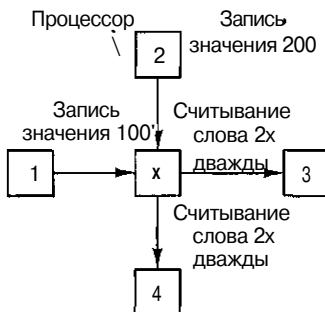 Процессор
Запись
значения 200
2
Запись
значения 100'
Считывание
слова 2x
дважды
1
x
3
Считывание
слова 2x
дважды
4